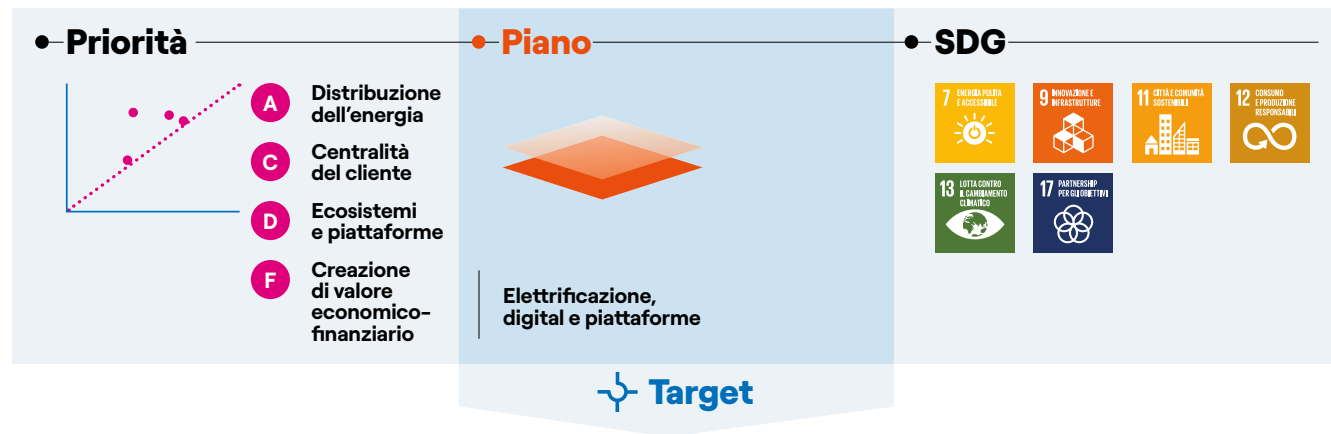 Priorità
A
Distribuzione
dell'energia
C
Centralità
del cliente
D
Ecosistemi
e piattaforme
F
Creazione
di valore
economico-
finanziario
Piano
Elettrificazione,
digital e piattaforme
SDG
7 ENERGIA PULITA
E ACCESSIBILE
9 INNOVAZIONE E
INFRASTRUTTURE
11 CITTÀ E COMUNITÀ
SOSTENIBILI
12 CONSUMO
E PRODUZIONE
RESPONSABILI
13 LOTTA CONTRO
IL CAMBIAMENTO
CLIMATICO
17 PARTNERSHIP
PER GLI OBIETTIVI
Target